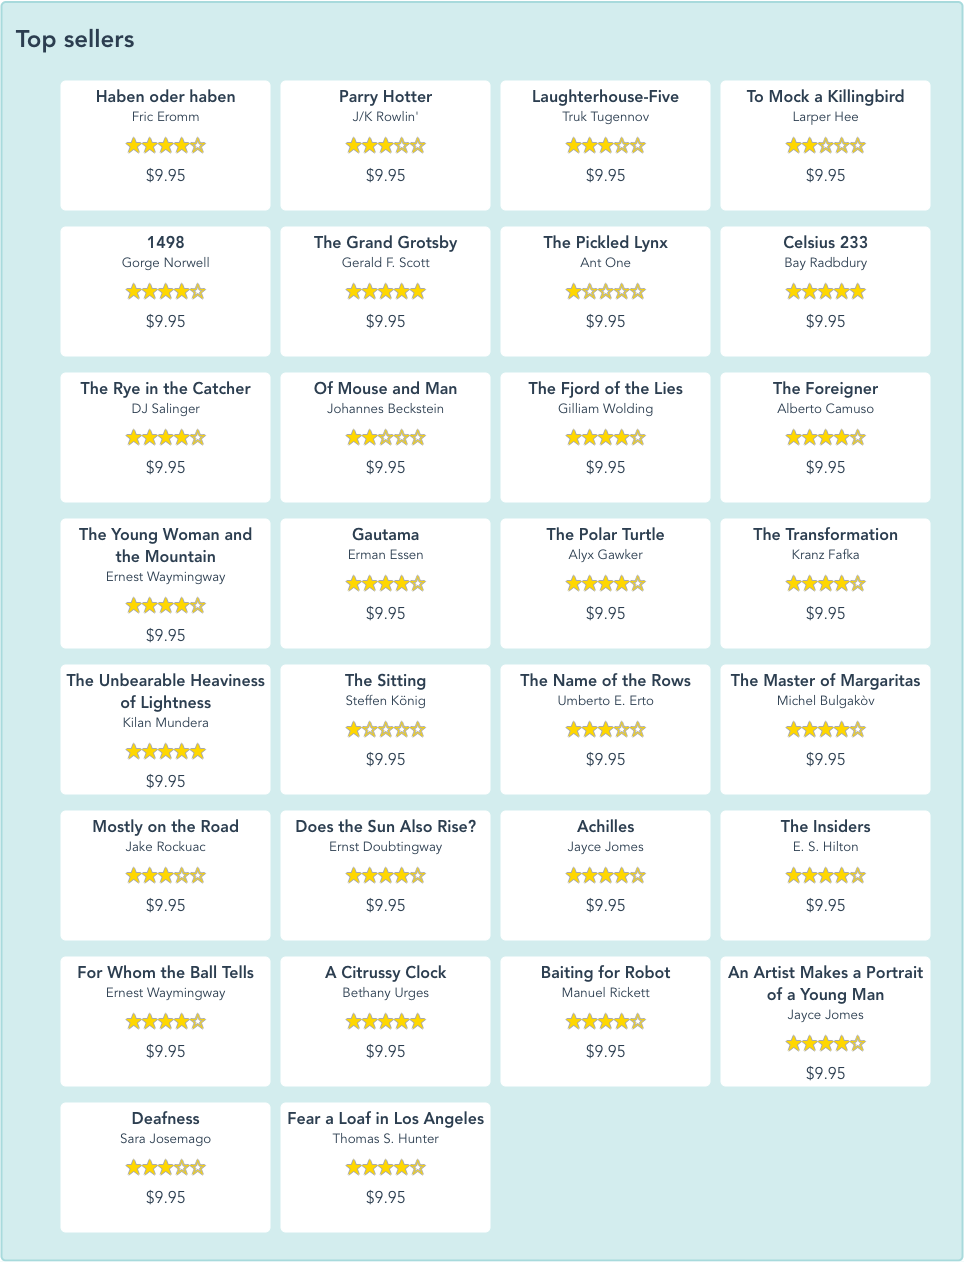 Top sellers
Haben oder haben
Fric Eromm
$9.95
Parry Hotter
J/K Rowlin'
$9.95
Laughterhouse-Five
Truk Tugennov
$9.95
To Mock a Killingbird
Larper Hee
$9.95
1498
Gorge Norwell
$9.95
The Grand Grotsby
Gerald F. Scott
$9.95
The Pickled Lynx
Ant One
$9.95
Celsius 233
Bay Radbdury
$9.95
The Rye in the Catcher
DJ Salinger
$9.95
Of Mouse and Man
Johannes Beckstein
$9.95
The Fjord of the Lies
Gilliam Wolding
$9.95
The Foreigner
Alberto Camuso
$9.95
The Young Woman and
the Mountain
Ernest Waymingway
$9.95
Gautama
Erman Essen
$9.95
The Polar Turtle
Alyx Gawker
$9.95
The Transformation
Kranz Fafka
$9.95
The Unbearable Heaviness
of Lightness
Kilan Mundera
$9.95
The Sitting
Steffen König
$9.95
The Name of the Rows
Umberto E. Erto
$9.95
The Master of Margaritas
Michel Bulgakòv
$9.95
Mostly on the Road
Jake Rockuac
$9.95
Does the Sun Also Rise?
Ernst Doubtingway
$9.95
Achilles
Jayce Jomes
$9.95
The Insiders
E. S. Hilton
$9.95
For Whom the Ball Tells
Ernest Waymingway
$9.95
A Citrussy Clock
Bethany Urges
$9.95
Baiting for Robot
Manuel Rickett
$9.95
An Artist Makes a Portrait
of a Young Man
Jayce Jomes
$9.95
Deafness
Sara Josemago
$9.95
Fear a Loaf in Los Angeles
Thomas S. Hunter
$9.95